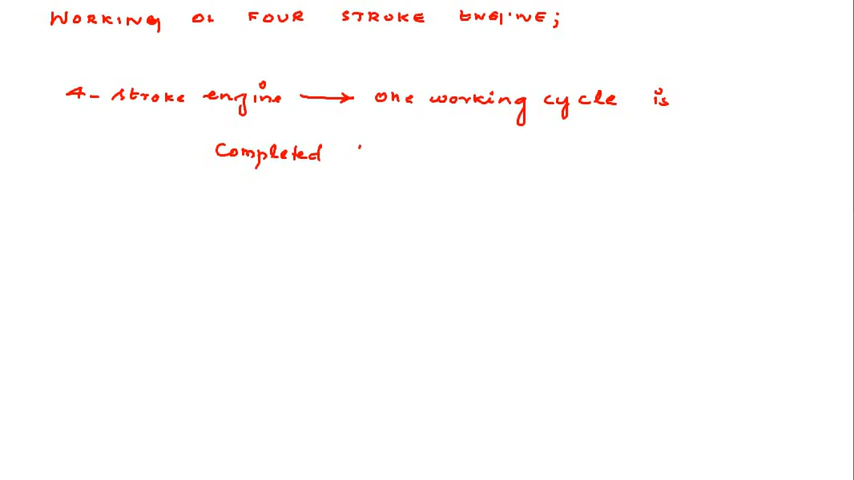 WORKING OF FOUR STROKE ENGINE;
4- stroke engine → one working cycle is
completed